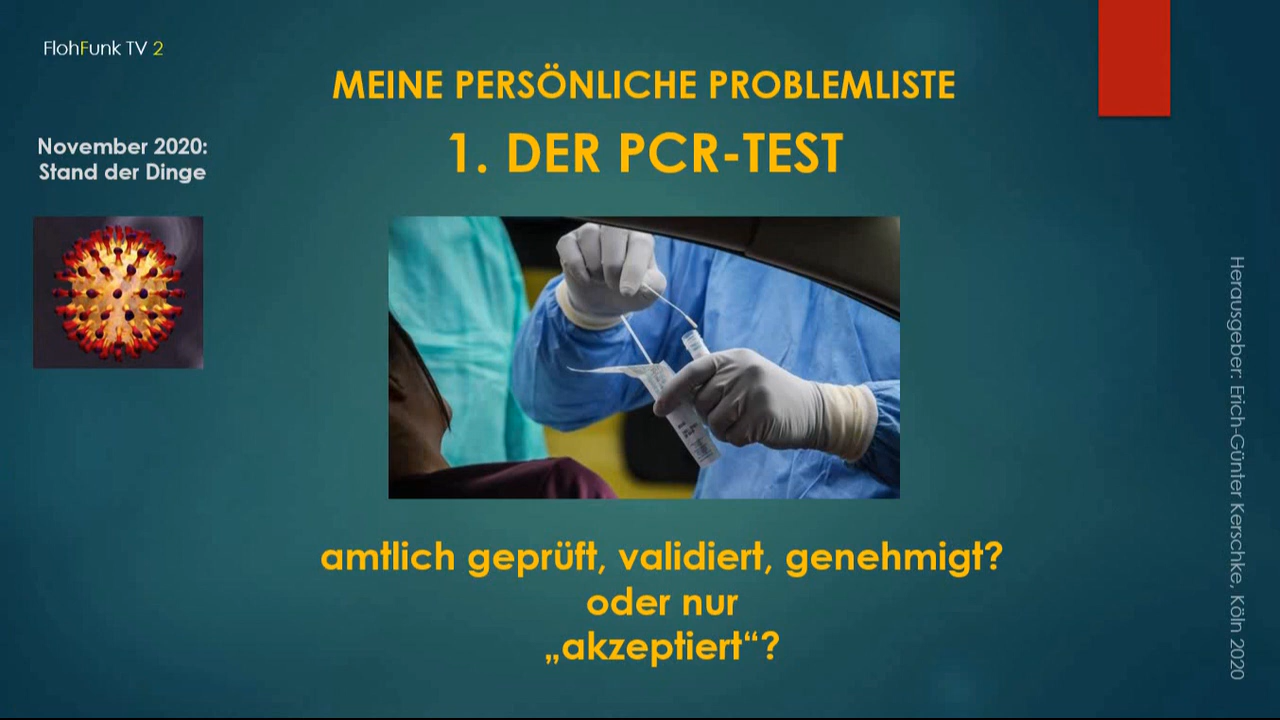 FlohFunk TV 2
MEINE PERSÖNLICHE PROBLEMLISTE
1. DER PCR-TEST
November 2020:
Stand der Dinge
amtlich geprüft, validiert, genehmigt?
oder nur
„akzeptiert“?
Herausgeber: Erich-Günter Kerschke, Köln 2020